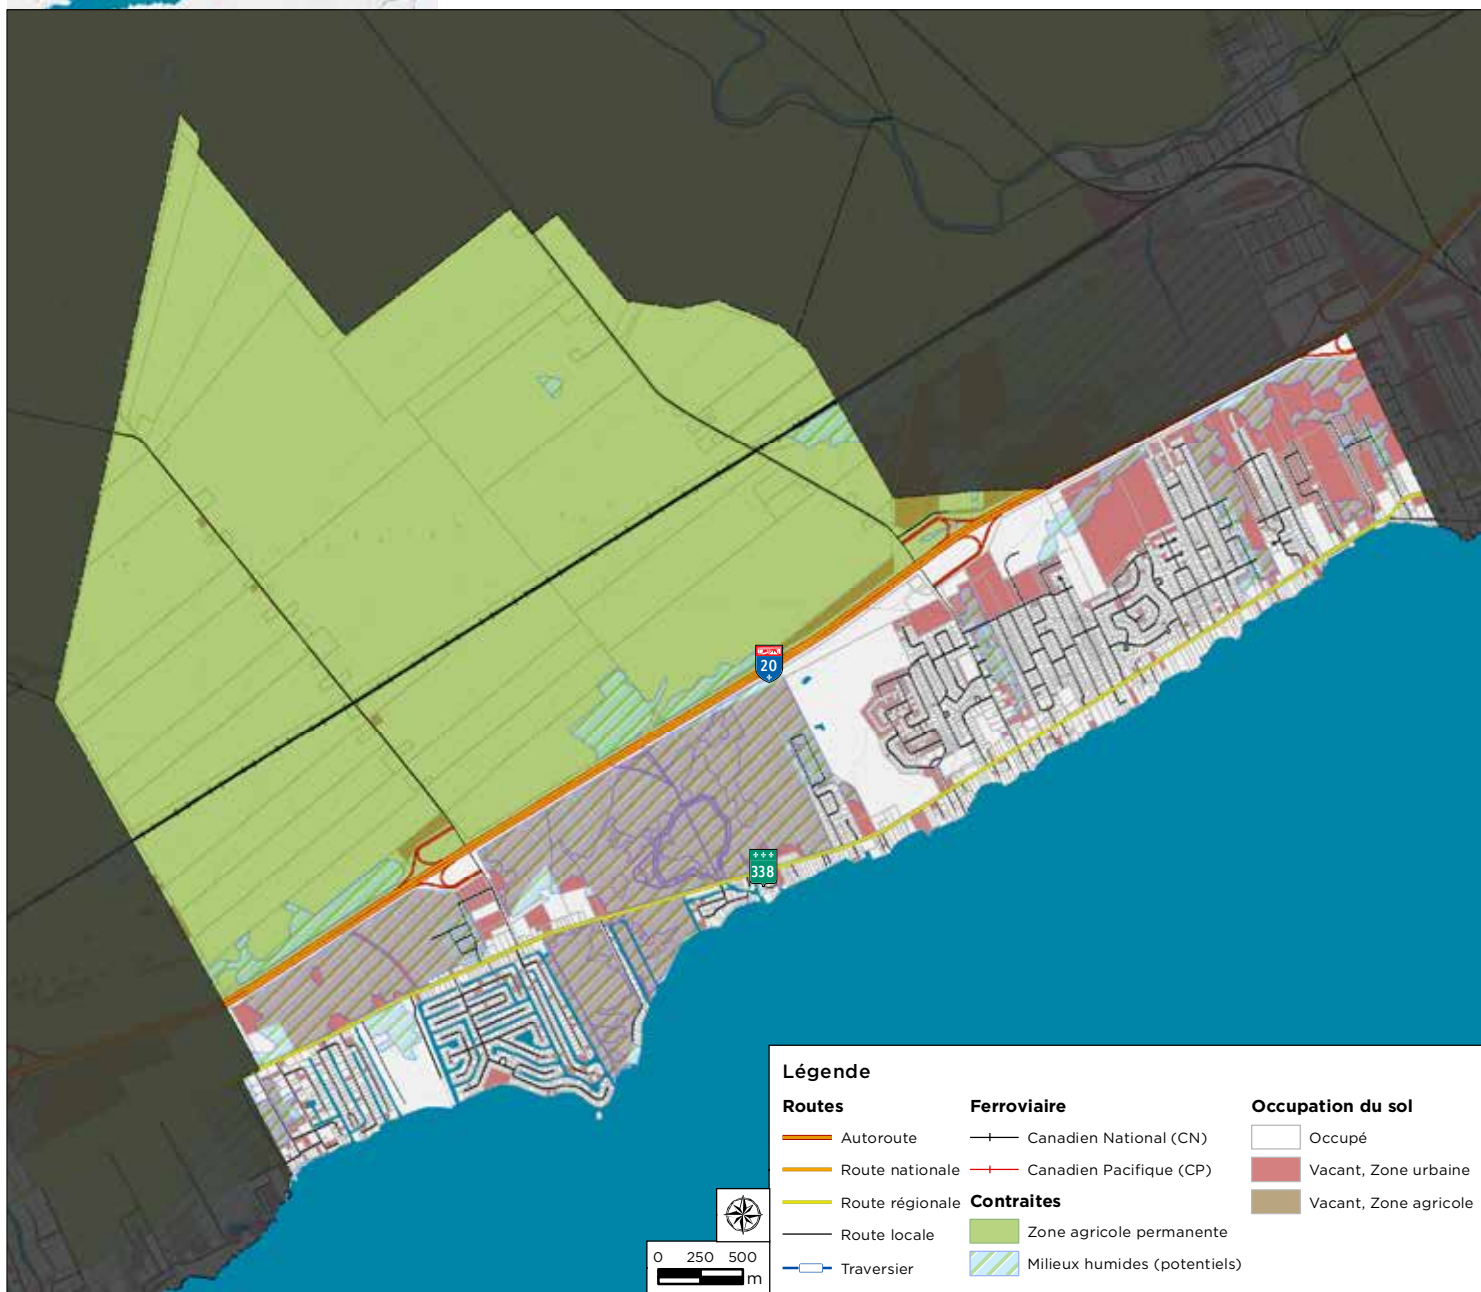 20
338
Légende
Routes
Autoroute
Route nationale
Route régionale
Route locale
Traversier
Ferroviaire
Canadien National (CN)
Canadien Pacifique (CP)
Contraites
Zone agricole permanente
Milieux humides (potentiels)
Occupation du sol
Occupé
Vacant, Zone urbaine
Vacant, Zone agricole
0 250 500
m